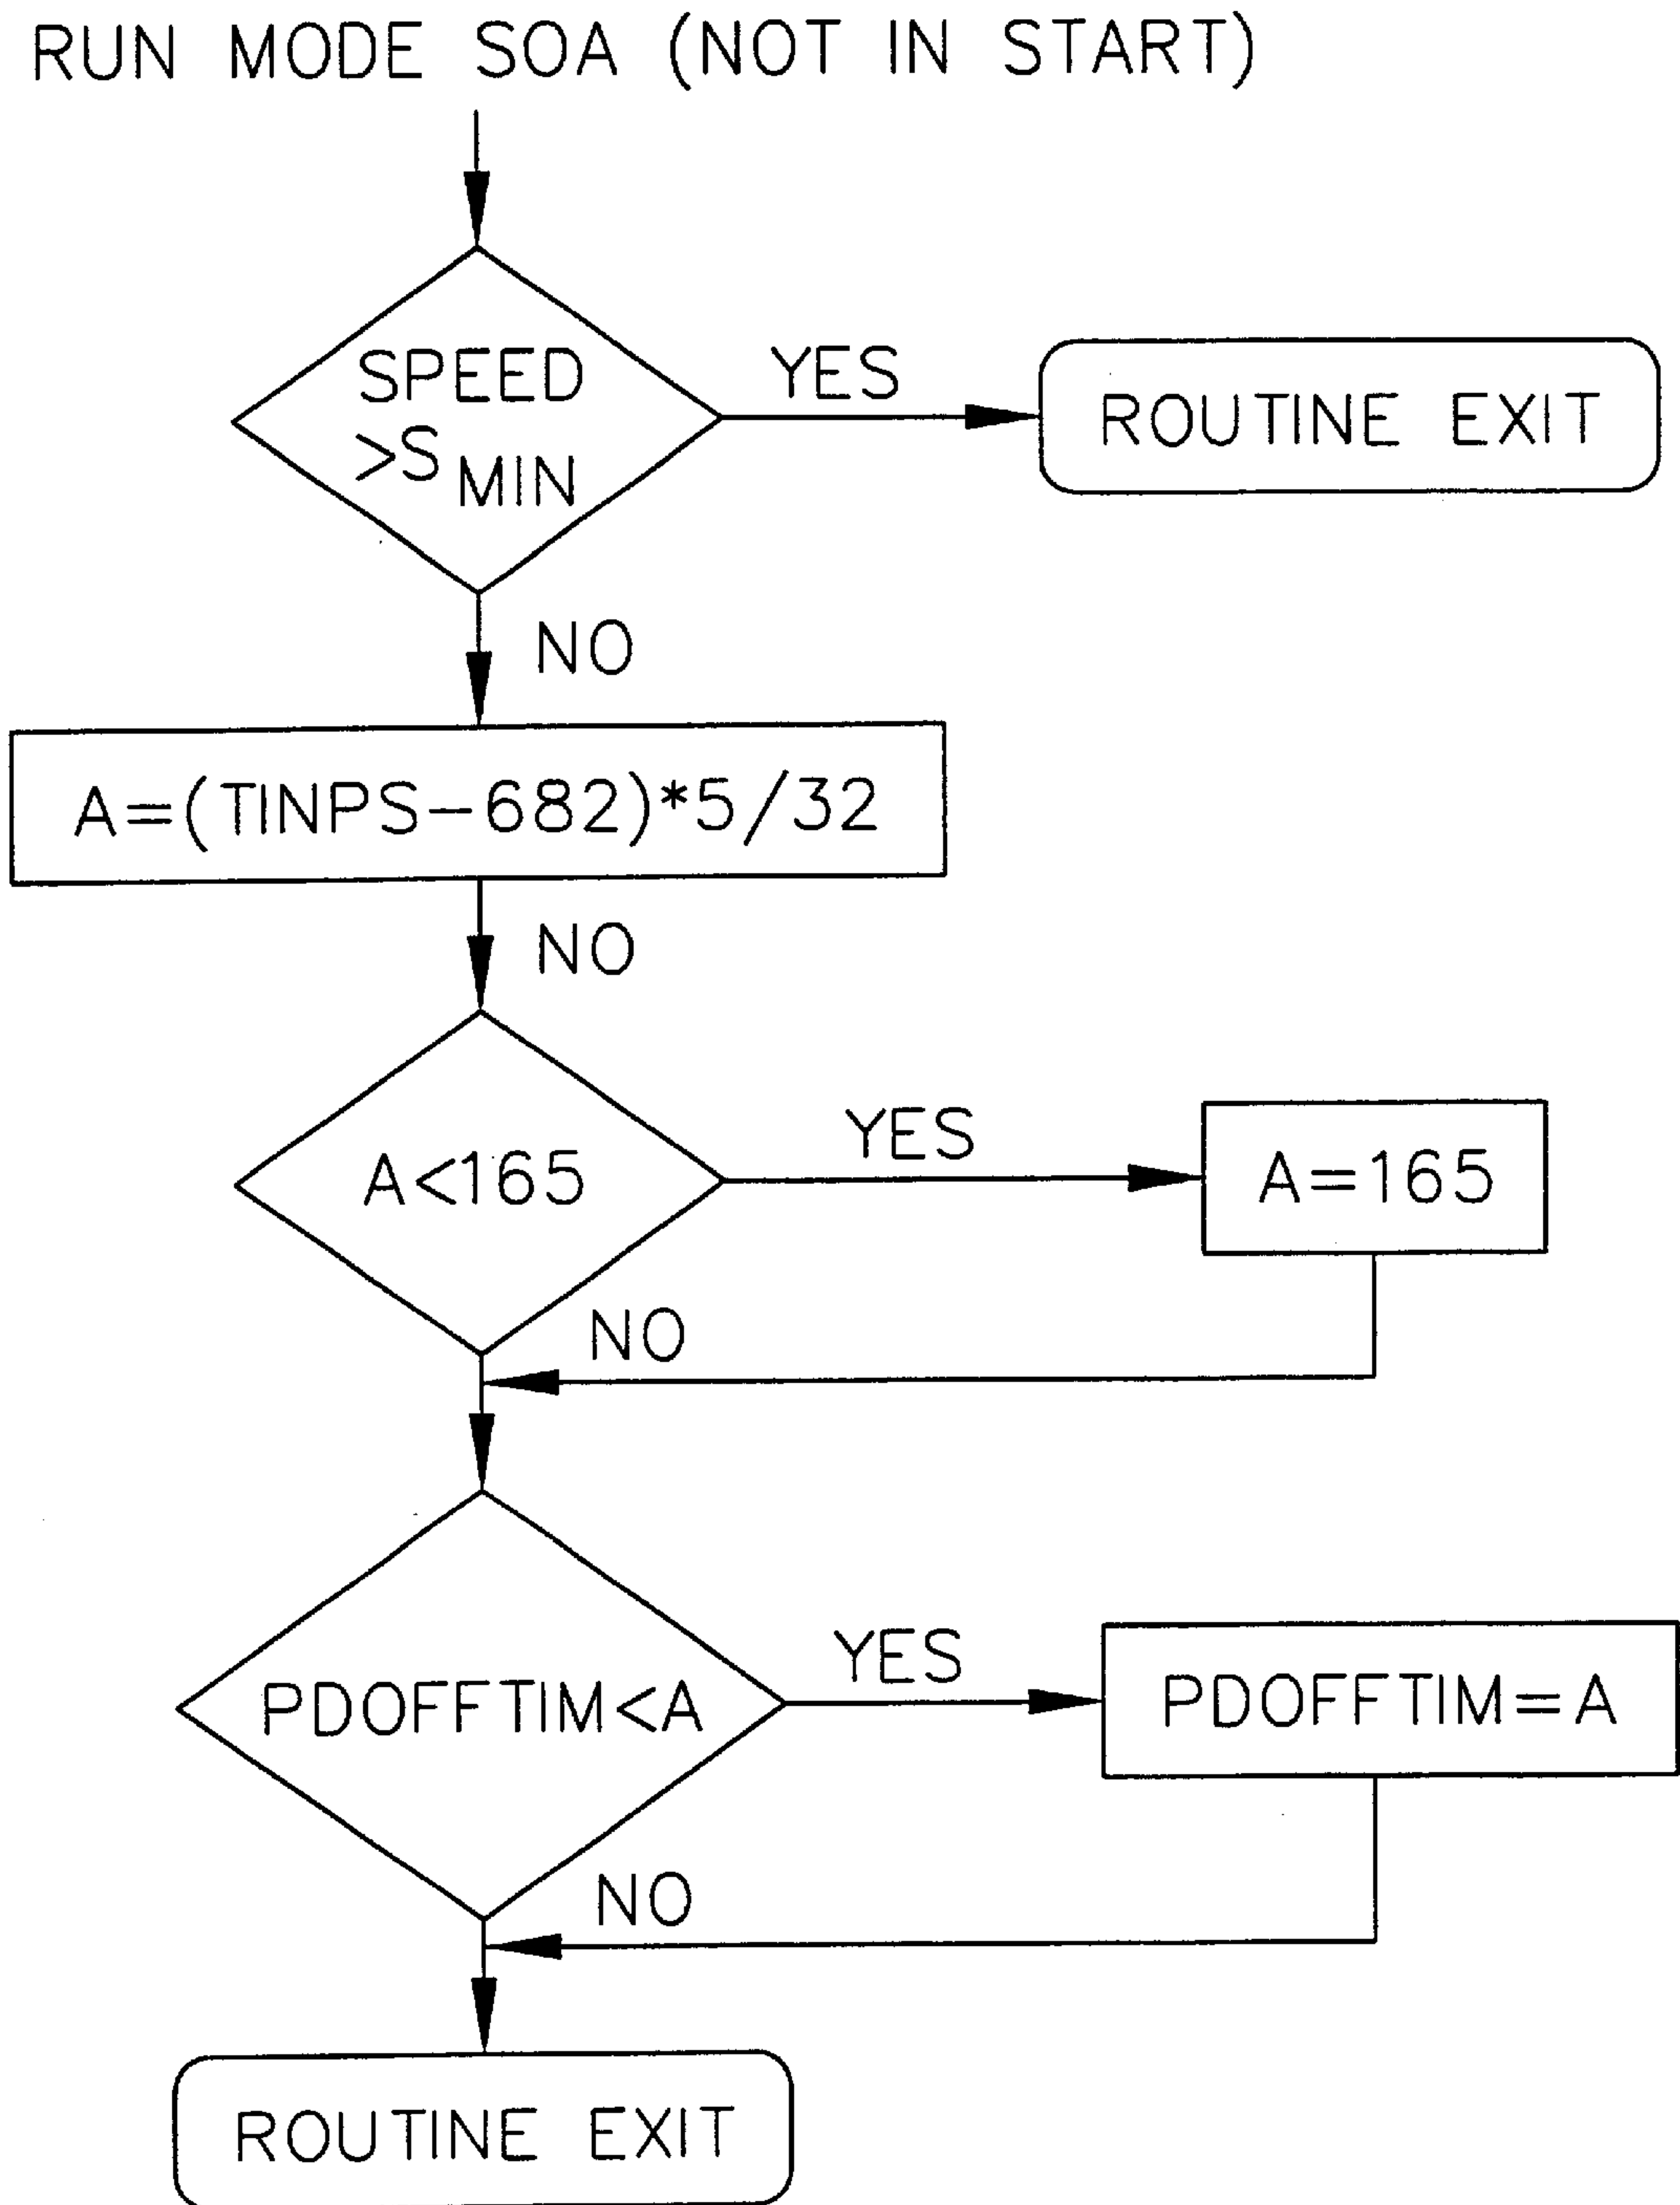 RUN MODE SOA (NOT IN START)
SPEED
>S MIN
YES
ROUTINE EXIT
NO
A=(TINPS-682)*5/32
NO
A<165
YES
A=165
NO
PDOFFTIM<A
YES
PDOFFTIM=A
NO
ROUTINE EXIT